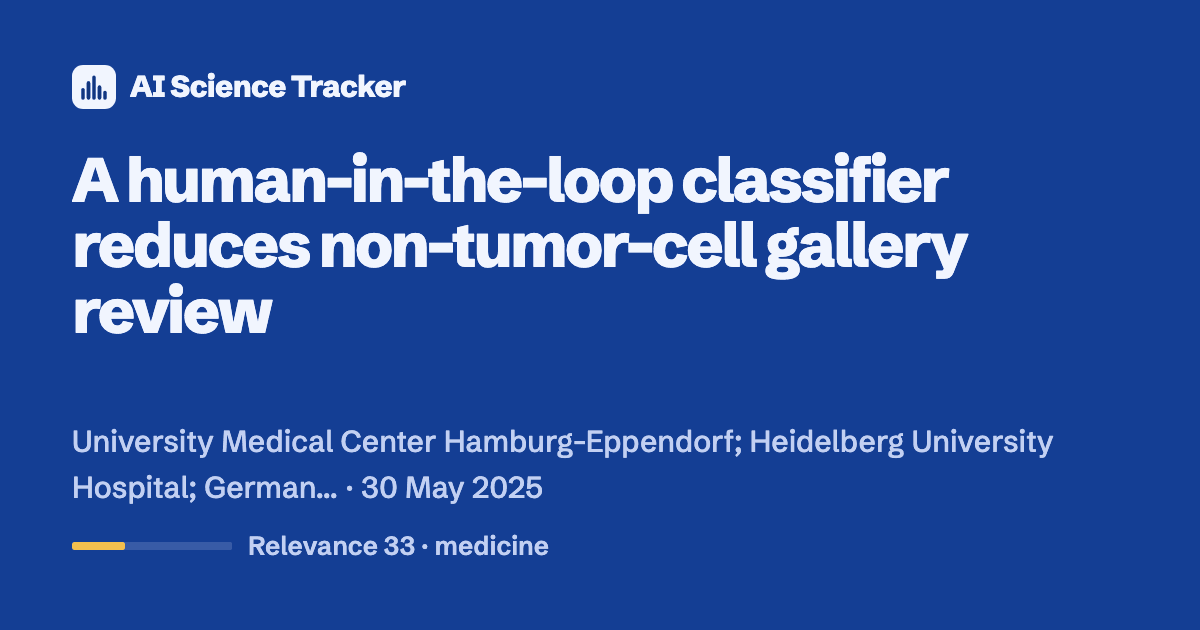 AI Science Tracker
A human-in-the-loop classifier
reduces non-tumor-cell gallery
review
University Medical Center Hamburg-Eppendorf; Heidelberg University
Hospital; German... · 30 May 2025
Relevance 33 · medicine